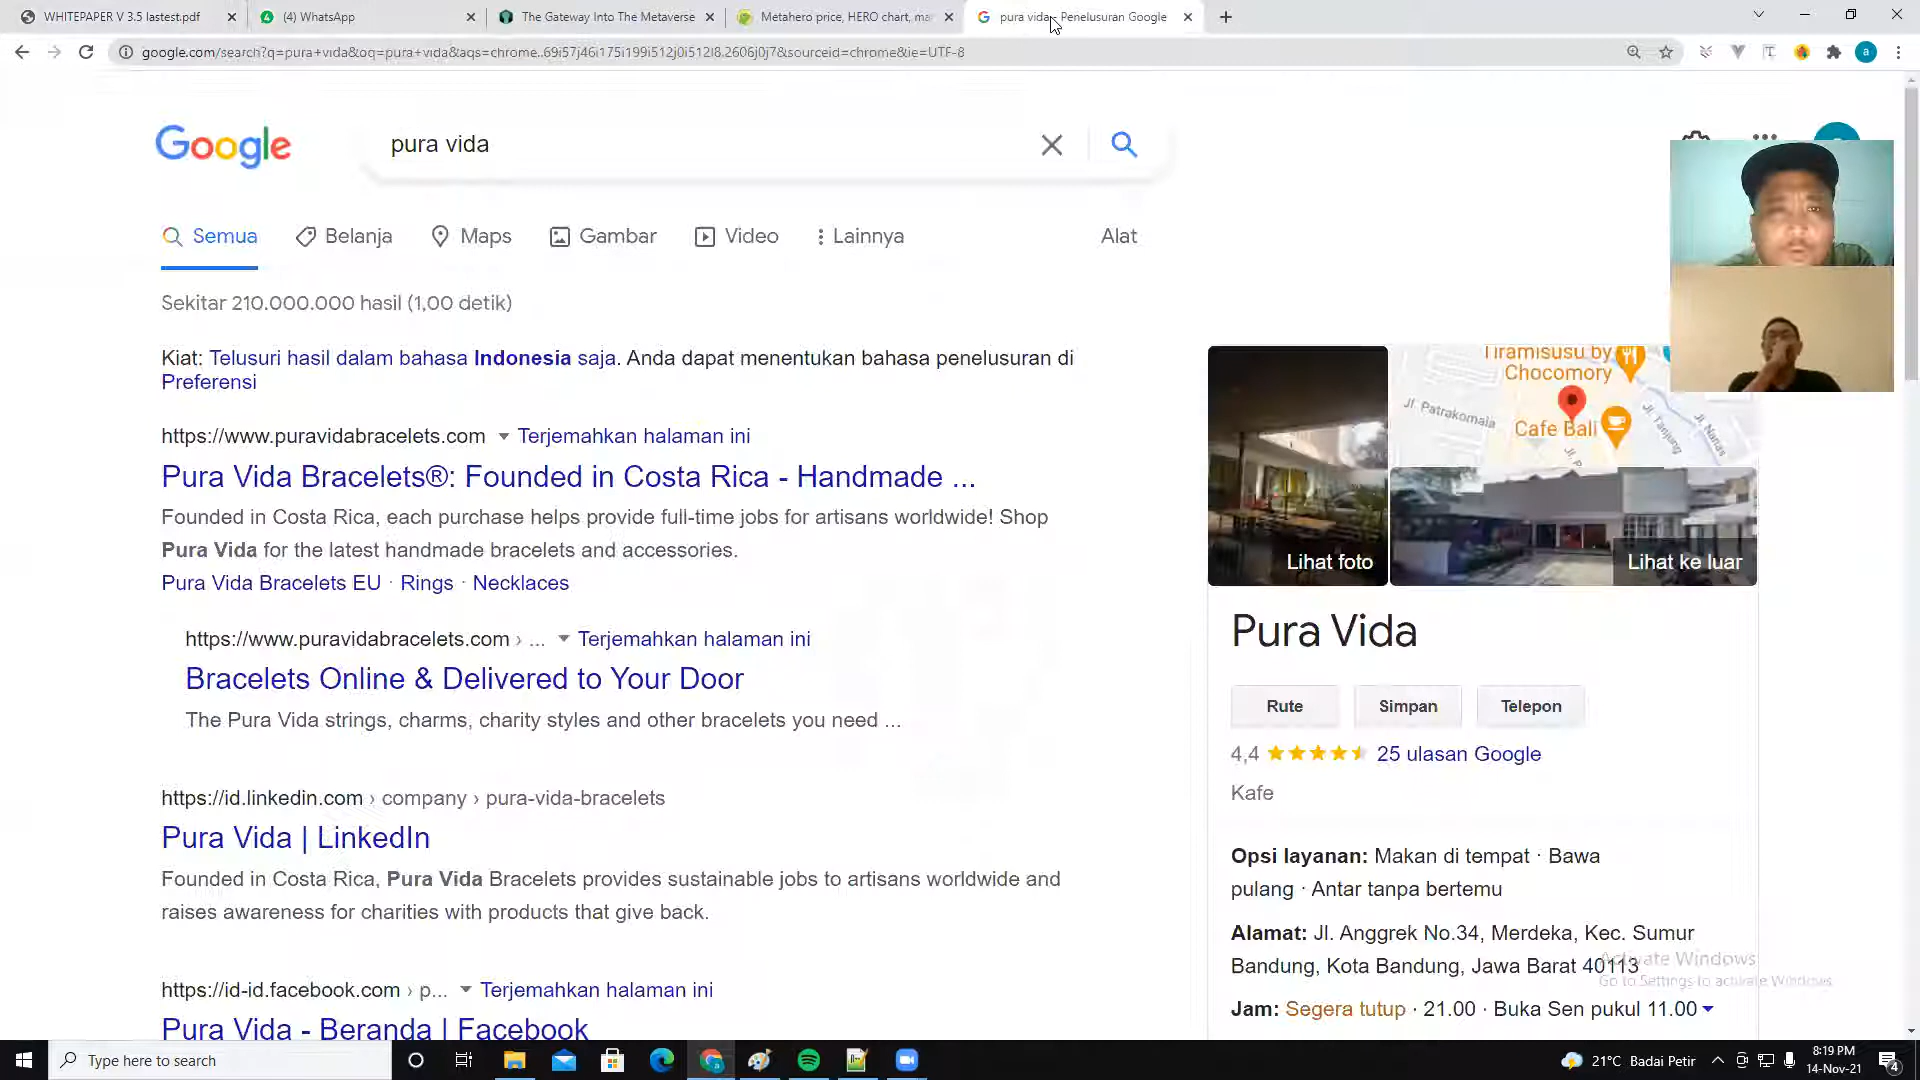 WHITEPAPER V 3.5 lastest.pdf
(4) WhatsApp
The Gateway Into The Metaverse
Metahero price, HERO chart, ma
pura vida - Penelusuran Google
google.com/search?q=pura+vida&oq=pura+vida&aqs=chrome..69i57j46i175i199i512j0i512l8.2606j0j7&sourceid=chrome&ie=UTF-8
a
Google
pura vida
Semua
Belanja
Maps
Gambar
Video
Lainnya
Alat
Sekitar 210.000.000 hasil (1,00 detik)
Kiat: Telusuri hasil dalam bahasa Indonesia saja. Anda dapat menentukan bahasa penelusuran di
Preferensi
https://www.puravidabracelets.com Terjemahkan halaman ini
Pura Vida Bracelets®: Founded in Costa Rica - Handmade ...
Founded in Costa Rica, each purchase helps provide full-time jobs for artisans worldwide! Shop
Pura Vida for the latest handmade bracelets and accessories.
Pura Vida Bracelets EU · Rings · Necklaces
https://www.puravidabracelets.com › ... Terjemahkan halaman ini
Bracelets Online & Delivered to Your Door
The Pura Vida strings, charms, charity styles and other bracelets you need ...
https://id.linkedin.com › company › pura-vida-bracelets
Pura Vida | LinkedIn
Founded in Costa Rica, Pura Vida Bracelets provides sustainable jobs to artisans worldwide and
raises awareness for charities with products that give back.
https://id-id.facebook.com › p... Terjemahkan halaman ini
Pura Vida - Beranda | Facebook
Tiramisusu by
Chocomory
Jl. Patrakomala
Cafe Bali
Jl. Tanjung
Jl. Nanas
Lihat foto
Lihat ke luar
Pura Vida
Rute
Simpan
Telepon
4,4 25 ulasan Google
Kafe
Opsi layanan: Makan di tempat · Bawa
pulang · Antar tanpa bertemu
Alamat: Jl. Anggrek No.34, Merdeka, Kec. Sumur
Bandung, Kota Bandung, Jawa Barat 40113
Activate Windows
Go to Settings to activate Windows.
Jam: Segera tutup · 21.00 · Buka Sen pukul 11.00
Type here to search
21°C Badai Petir
8:19 PM
14-Nov-21
4